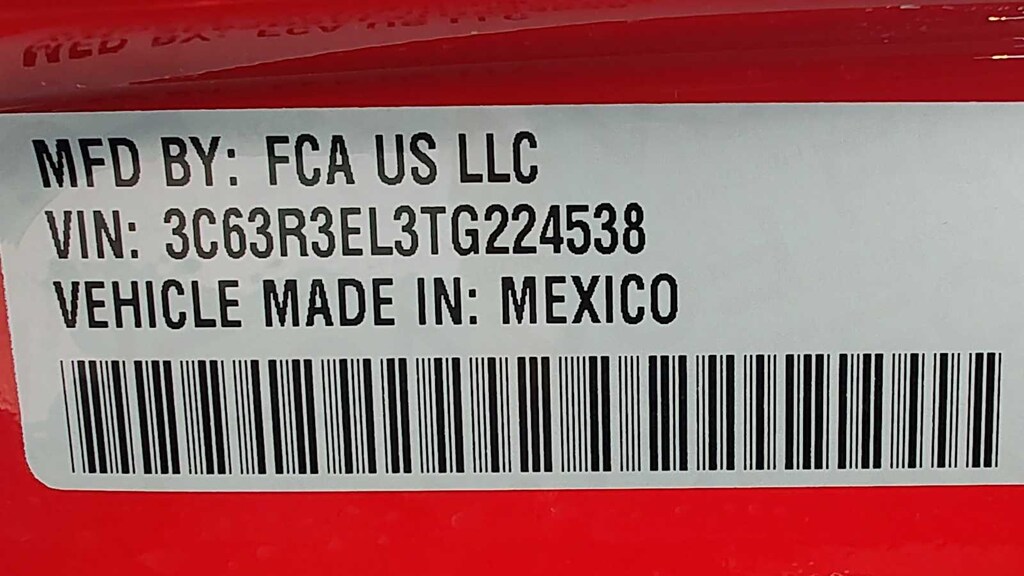 MFD BY: FCA US LLC
VIN: 3C63R3EL3TG224538
VEHICLE MADE IN: MEXICO